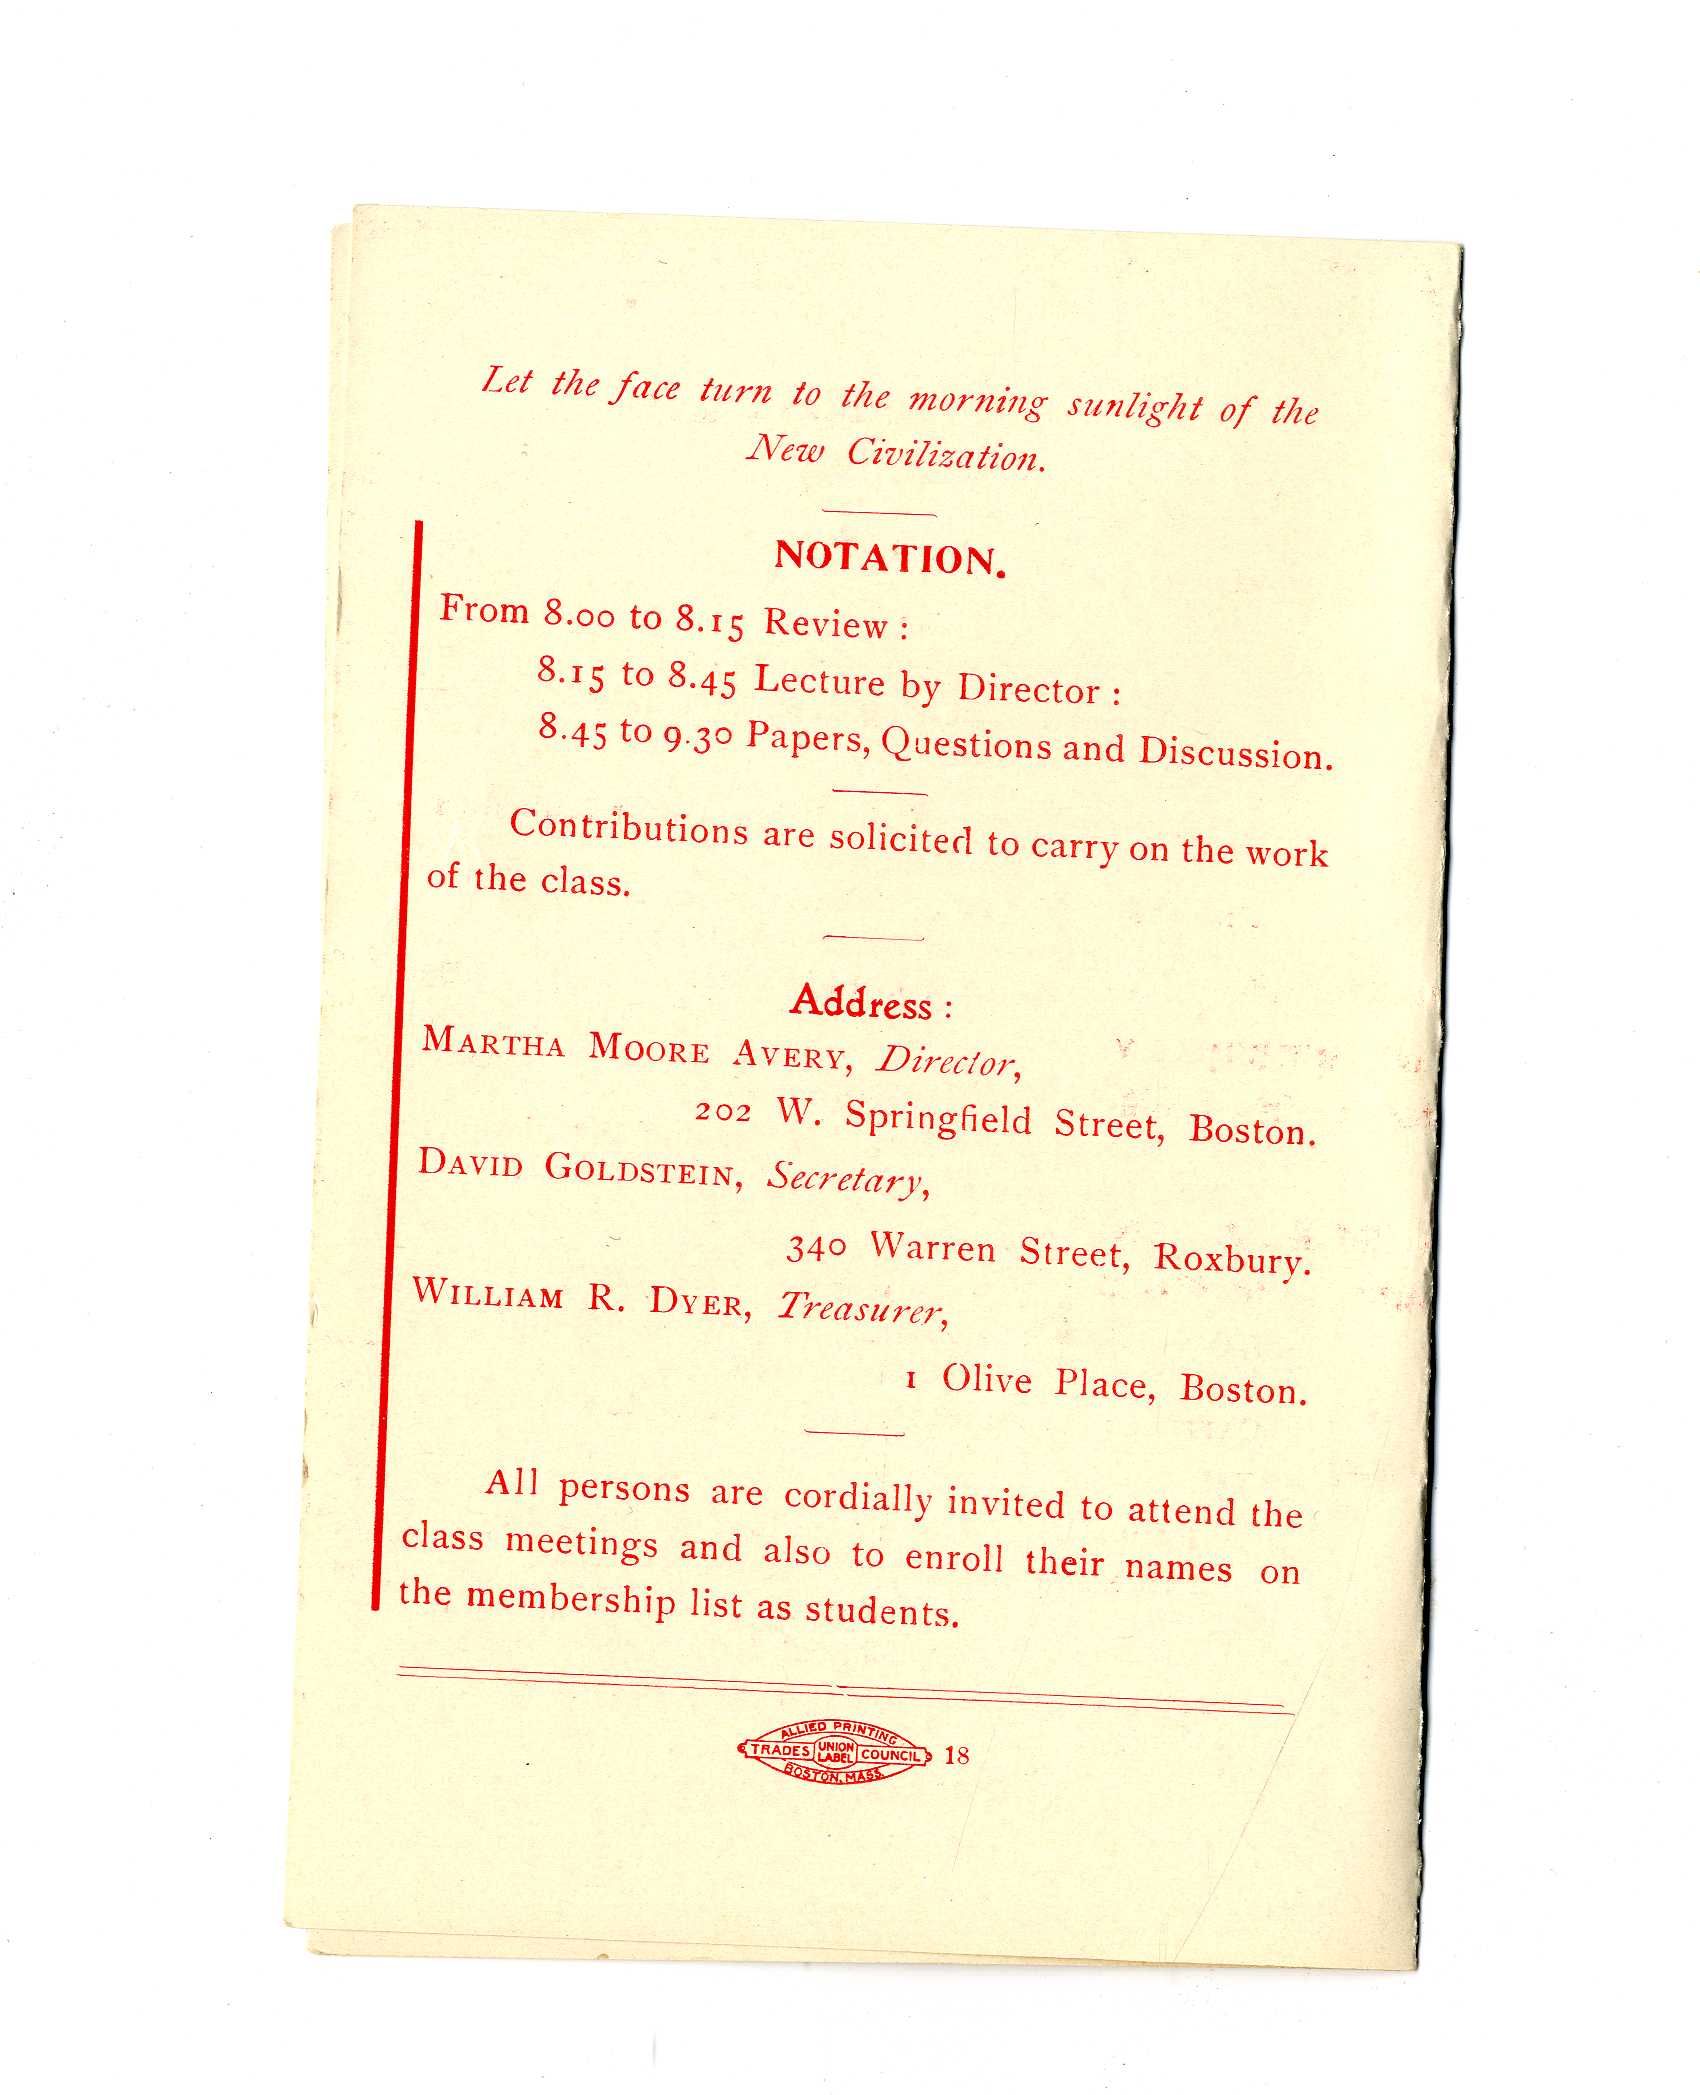 Let the face turn to the morning sunlight of the
New Civilization.
NOTATION.
From 8.00 to 8.15 Review :
8.15 to 8.45 Lecture by Director :
8.45 to 9.30 Papers, Questions and Discussion.
Contributions are solicited to carry on the work
of the class.
Address :
MARTHA MOORE AVERY, Director,
202 W. Springfield Street, Boston.
DAVID GOLDSTEIN, Secretary,
340 Warren Street, Roxbury.
WILLIAM R. DYER, Treasurer,
1 Olive Place, Boston.
All persons are cordially invited to attend the
class meetings and also to enroll their names on
the membership list as students.
ALLIED PRINTING
TRADES UNION LABEL COUNCIL 18
BOSTON, MASS.